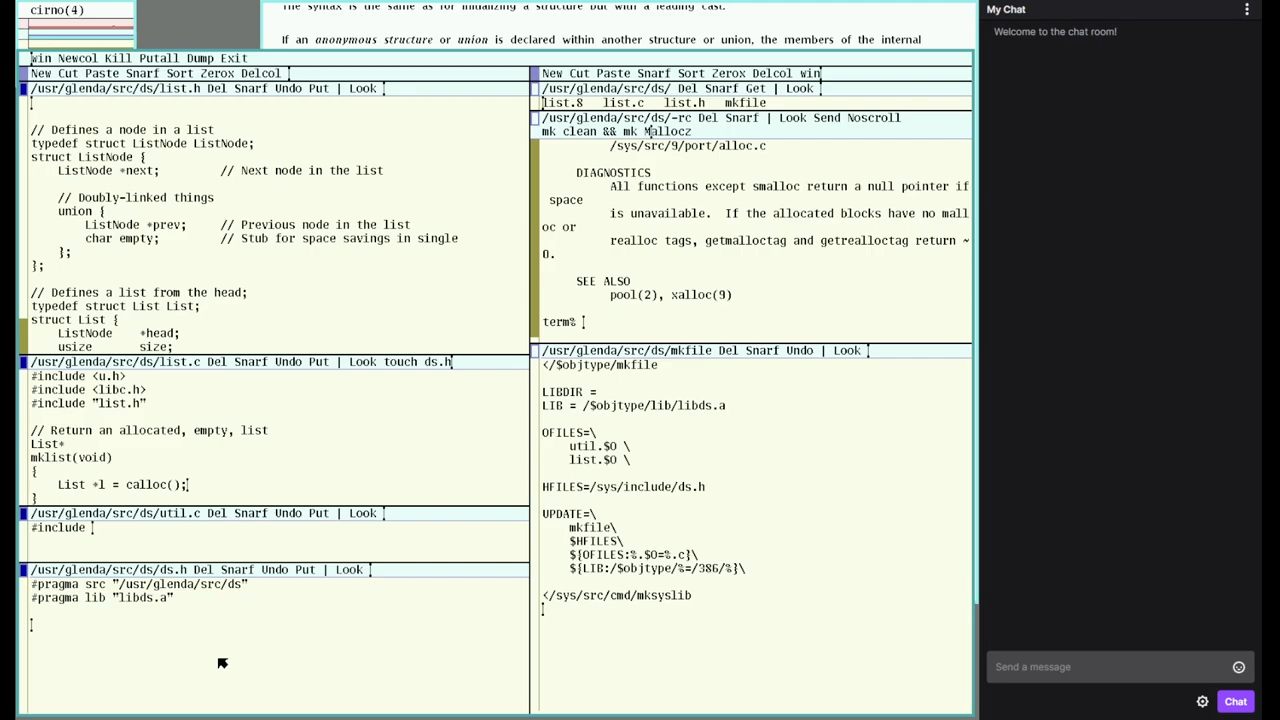 cirno(4)
The syntax is the same as for initializing a structure but with a leading cast.
If an anonymous structure or union is declared within another structure or union, the members of the internal
win Newcol Kill Putall Dump Exit
New Cut Paste Snarf Sort Zerox Delcol
/usr/glenda/src/ds/list.h Del Snarf Undo Put | Look
// Defines a node in a list
typedef struct ListNode ListNode;
struct ListNode {
ListNode *next; // Next node in the list
// Doubly-linked things
union {
ListNode *prev; // Previous node in the list
char empty; // Stub for space savings in single
};
};
// Defines a list from the head;
typedef struct List List;
struct List {
ListNode *head;
usize size;
/usr/glenda/src/ds/list.c Del Snarf Undo Put | Look touch ds.h
#include <u.h>
#include <libc.h>
#include "list.h"
// Return an allocated, empty, list
List*
mklist(void)
{
List *l = calloc();
}
/usr/glenda/src/ds/util.c Del Snarf Undo Put | Look
#include
/usr/glenda/src/ds/ds.h Del Snarf Undo Put | Look
#pragma src "/usr/glenda/src/ds"
#pragma lib "libds.a"
New Cut Paste Snarf Sort Zerox Delcol win
/usr/glenda/src/ds/ Del Snarf Get | Look
list.8 list.c list.h mkfile
/usr/glenda/src/ds/-rc Del Snarf | Look Send Noscroll
mk clean && mk Mallocz
/sys/src/9/port/alloc.c
DIAGNOSTICS
All functions except smalloc return a null pointer if
space
is unavailable. If the allocated blocks have no mall
oc or
realloc tags, getmalloctag and getrealloctag return ~
0.
SEE ALSO
pool(2), xalloc(9)
term%
/usr/glenda/src/ds/mkfile Del Snarf Undo | Look
</$objtype/mkfile
LIBDIR =
LIB = /$objtype/lib/libds.a
OFILES=\
util.$O \
list.$O \
HFILES=/sys/include/ds.h
UPDATE=\
mkfile\
$HFILES\
${OFILES:%.$O=%.c}\
${LIB:/$objtype/%=/386/%}\
</sys/src/cmd/mksyslib
My Chat
Welcome to the chat room!
Send a message
Chat